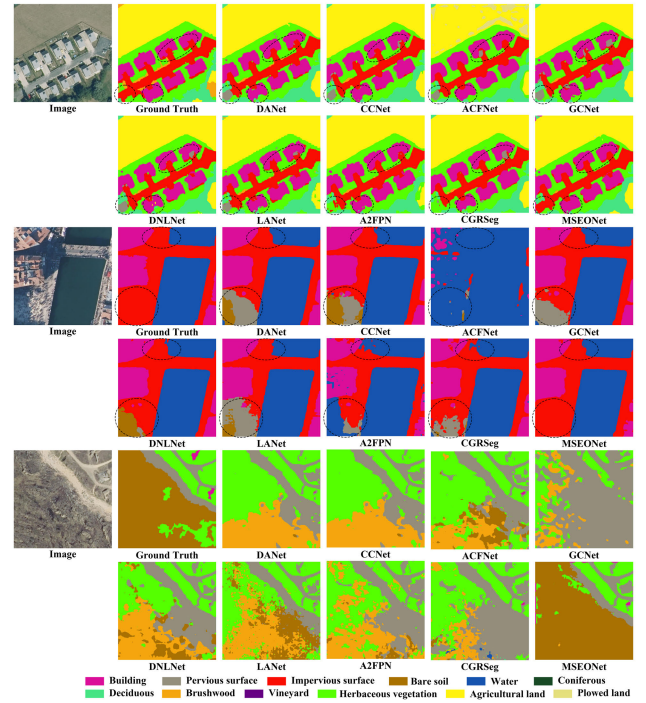 Image Ground Truth DANet CCNet ACFNet GCNet
DNLNet LANet A2FPN CGRSeg MSEONet
Image Ground Truth DANet CCNet ACFNet GCNet
DNLNet LANet A2FPN CGRSeg MSEONet
Image Ground Truth DANet CCNet ACFNet GCNet
DNLNet LANet A2FPN CGRSeg MSEONet
Building Pervious surface Impervious surface Bare soil Water Coniferous
Deciduous Brushwood Vineyard Herbaceous vegetation Agricultural land Plowed land